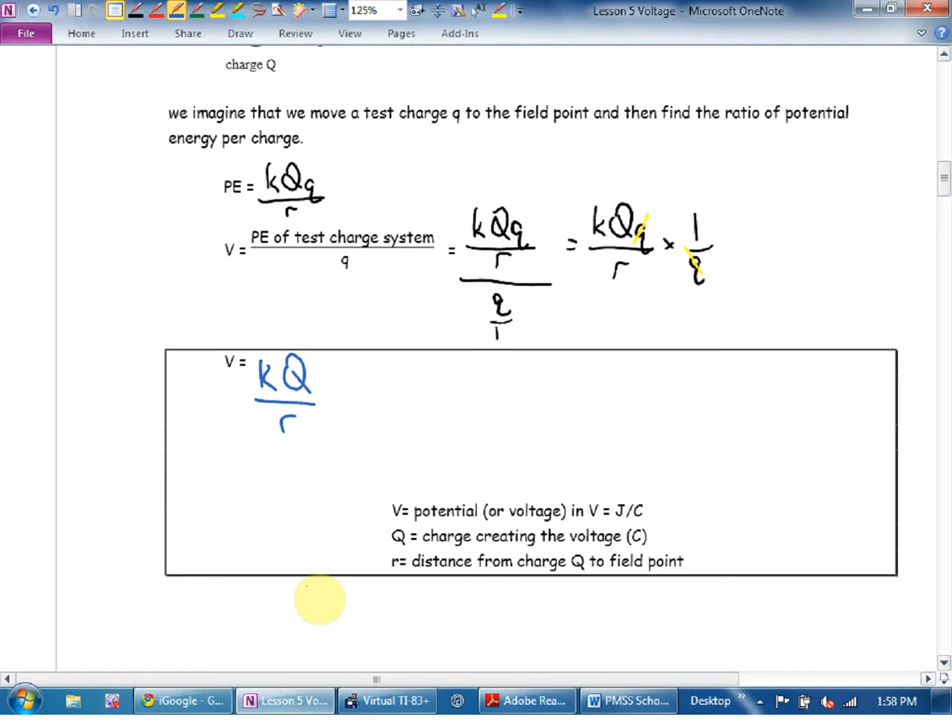 125%
Lesson 5 Voltage - Microsoft OneNote
File Home Insert Share Draw Review View Pages Add-Ins
charge Q
we imagine that we move a test charge q to the field point and then find the ratio of potential
energy per charge.
PE = kQq / r
V = PE of test charge system / q = kQq / r / q / 1 = kQq / r × 1 / q
V = kQ / r
V= potential (or voltage) in V = J/C
Q = charge creating the voltage (C)
r= distance from charge Q to field point
iGoogle - G... Lesson 5 Vo... Virtual TI-83+ Adobe Rea... PMSS Scho... Desktop 1:58 PM